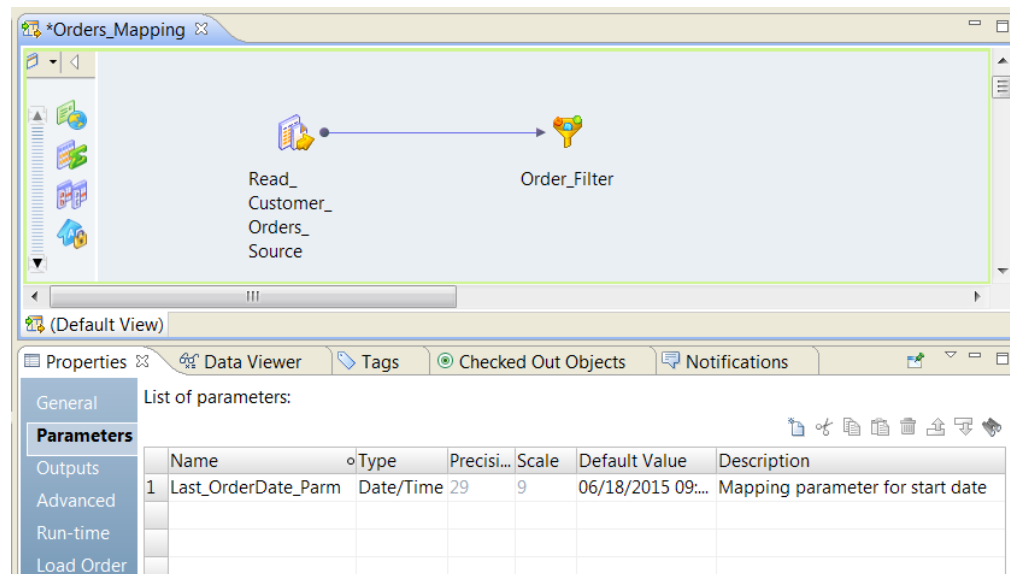 *Orders_Mapping
Read_
Customer_
Orders_
Source
Order_Filter
(Default View)
Properties Data Viewer Tags Checked Out Objects Notifications
General
List of parameters:
Parameters
Outputs
Advanced
Run-time
Load Order
Name Type Precisi... Scale Default Value Description
1 Last_OrderDate_Parm Date/Time 29 9 06/18/2015 09:... Mapping parameter for start date